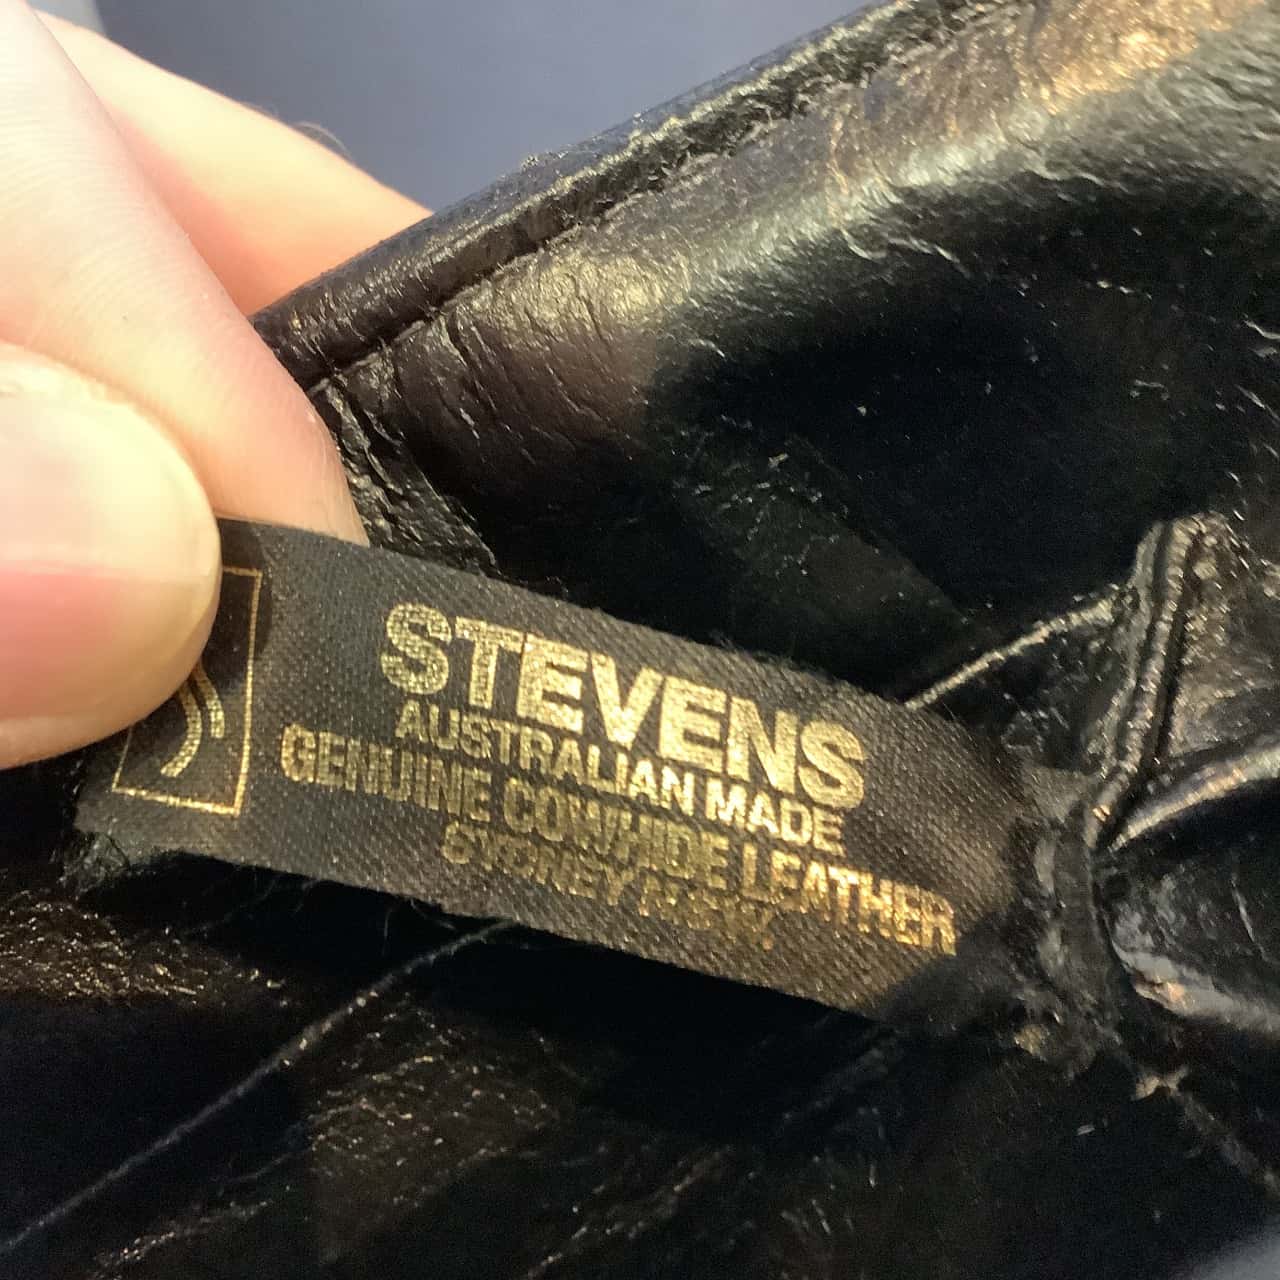 STEVENS
AUSTRALIAN MADE
GENUINE COWHIDE LEATHER
SYDNEY N.S.W.